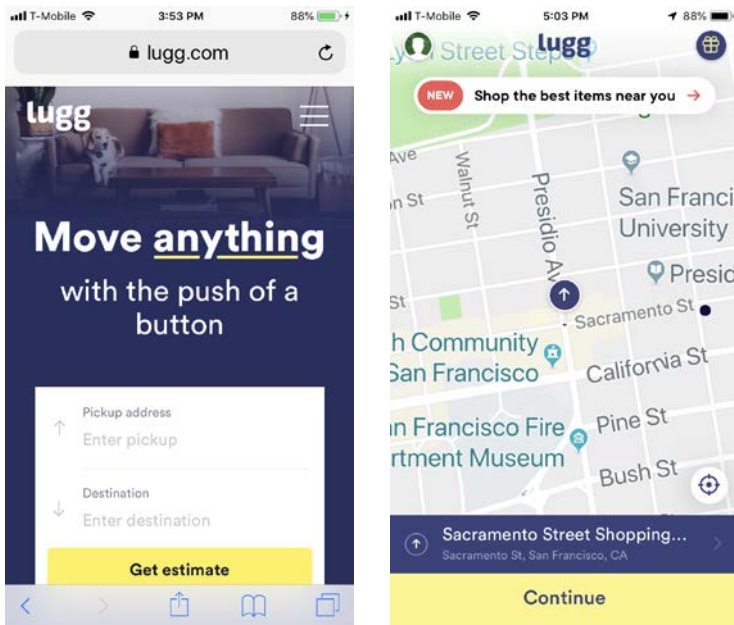 T-Mobile 3:53 PM 88%
lugg.com
lugg
Move anything
with the push of a
button
Pickup address
Enter pickup
Destination
Enter destination
Get estimate
T-Mobile 5:03 PM 88%
Street
lugg
NEW Shop the best items near you →
Ave
Walnut St
n St
Presidio Av
San Franci
University
Presid
St
Sacramento St
h Community
San Francisco
California St
n Francisco Fire
rtment Museum
Pine St
Bush St
Sacramento Street Shopping...
Sacramento St, San Francisco, CA
Continue